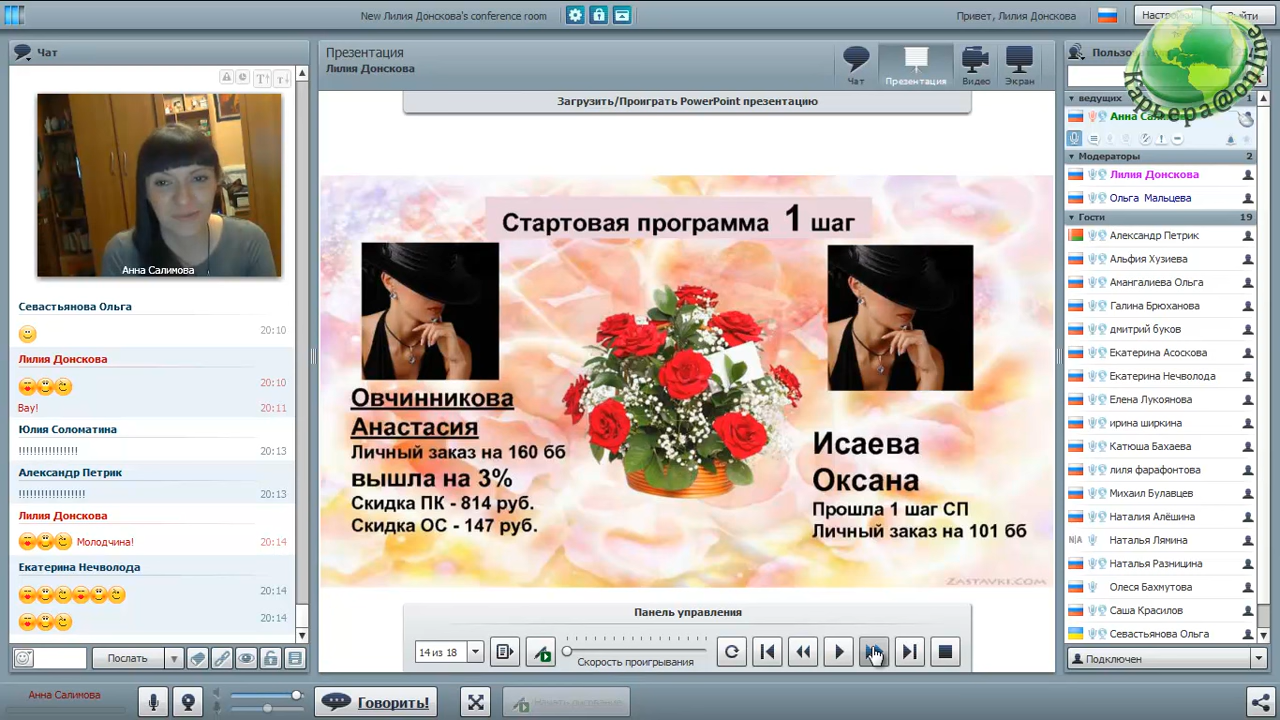 New Лилия Донскова's conference room
Привет, Лилия Донскова
Настройки
Выйти
Чат
Анна Салимова
Севастьянова Ольга
20:10
Лилия Донскова
20:10
Вау!
20:11
Юлия Соломатина
!!!!!!!!!!!!!!!!
20:13
Александр Петрик
!!!!!!!!!!!!!!!!!!
20:13
Лилия Донскова
Молодчина!
20:14
Екатерина Нечволода
20:14
20:14
Послать
Презентация
Лилия Донскова
Чат
Презентация
Видео
Экран
Загрузить/Проиграть PowerPoint презентацию
Стартовая программа 1 шаг
Овчинникова
Анастасия
Личный заказ на 160 бб
вышла на 3%
Скидка ПК - 814 руб.
Скидка ОС - 147 руб.
Исаева
Оксана
Прошла 1 шаг СП
Личный заказ на 101 бб
ZASTAVKI.COM
Панель управления
14 из 18
Скорость проигрывания
карьера@online
ведущих
1
Модераторы
2
Лилия Донскова
Ольга Мальцева
Гости
19
Александр Петрик
Альфия Хузиева
Амангалиева Ольга
Галина Брюханова
дмитрий буков
Екатерина Асоскова
Екатерина Нечволода
Елена Лукоянова
ирина ширкина
Катюша Бахаева
лиля фарафонтова
Михаил Булавцев
Наталия Алёшина
N/A
Наталья Лямина
Наталья Разницина
Олеся Бахмутова
Саша Красилов
Севастьянова Ольга
Подключен
Анна Салимова
Говорить!